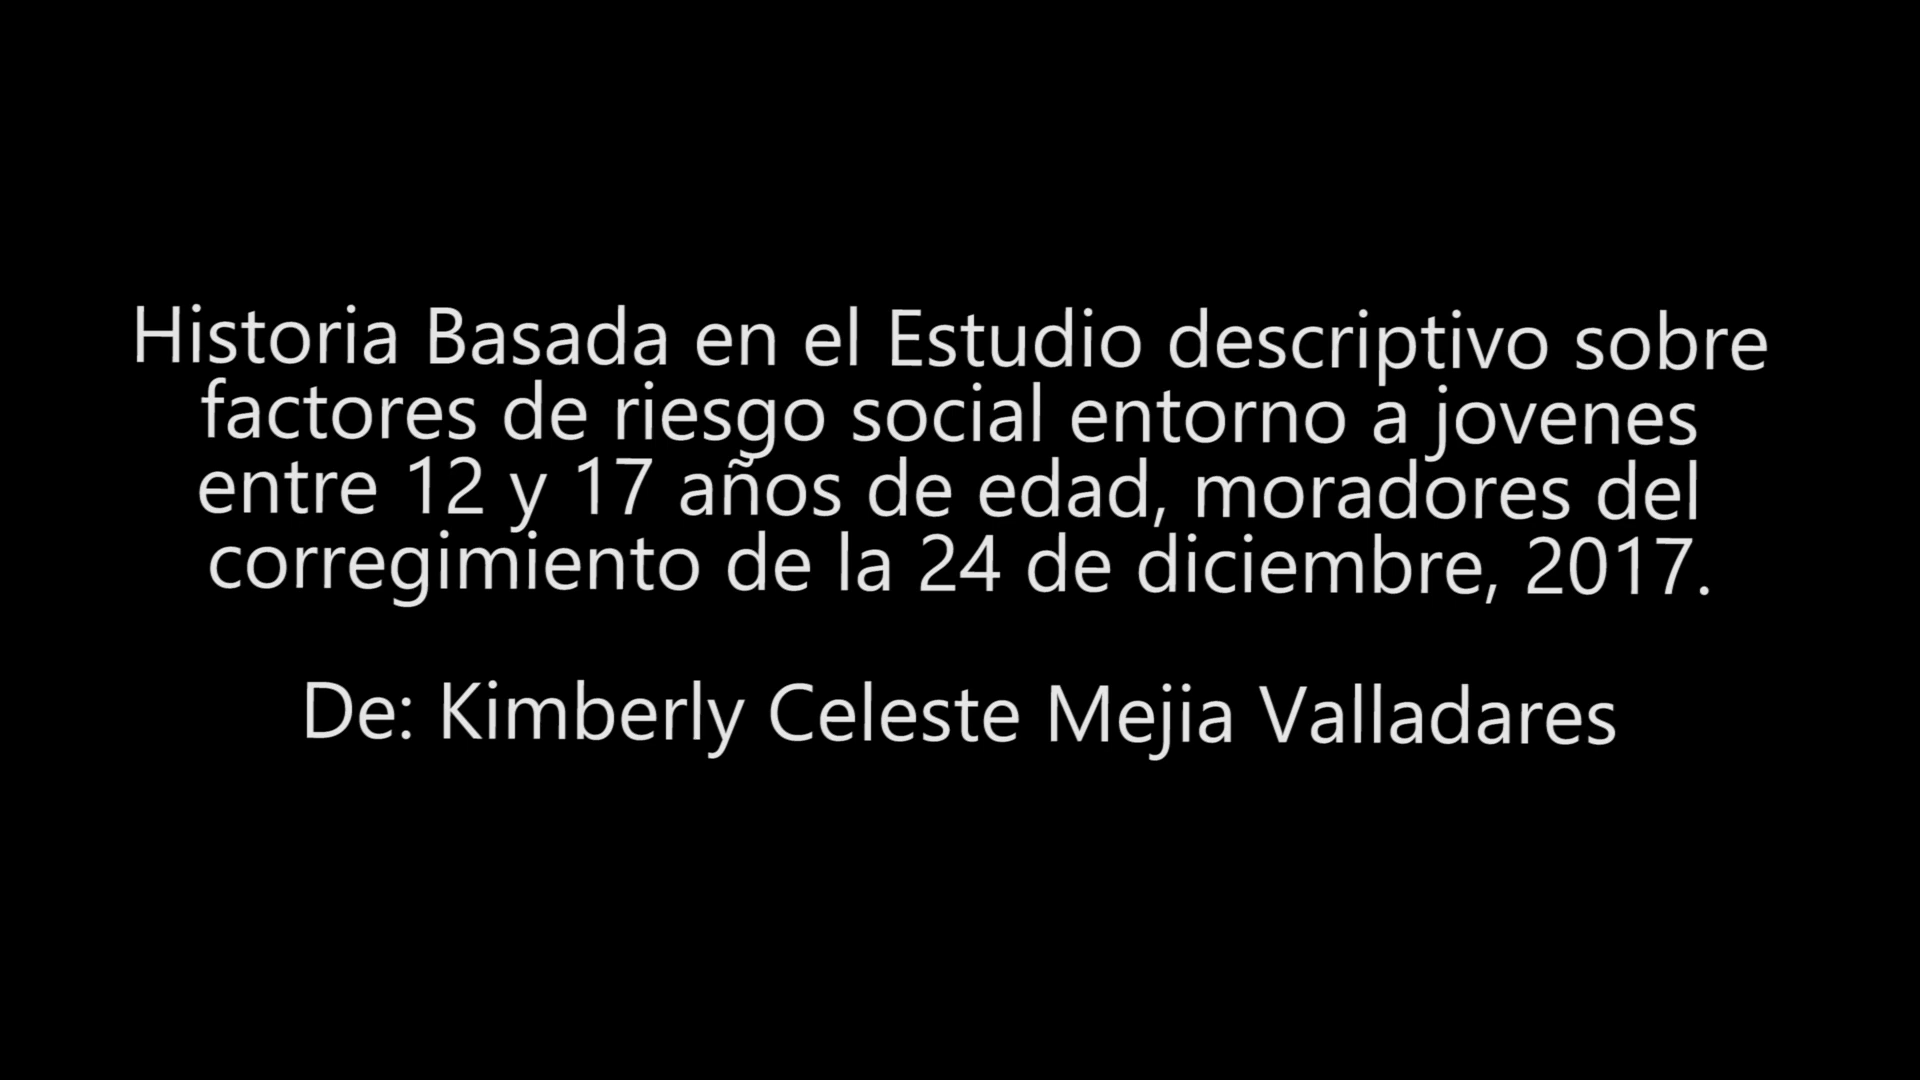 Historia Basada en el Estudio descriptivo sobre
factores de riesgo social entorno a jovenes
entre 12 y 17 años de edad, moradores del
corregimiento de la 24 de diciembre, 2017.
De: Kimberly Celeste Mejia Valladares